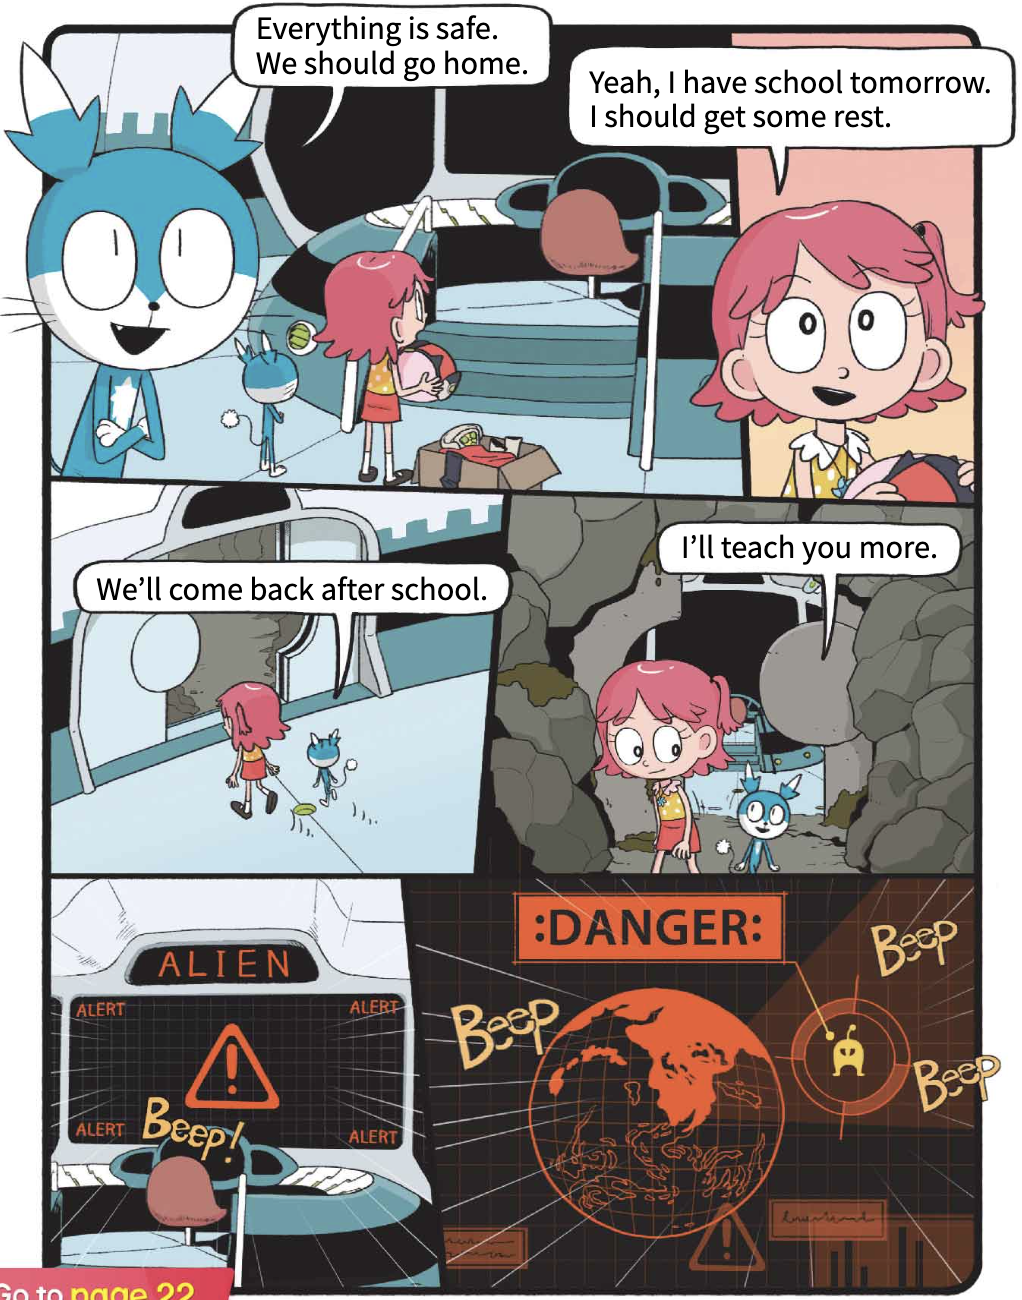 Everything is safe.
We should go home.
Yeah, I have school tomorrow.
I should get some rest.
We'll come back after school.
I'll teach you more.
ALIEN
ALERT
ALERT
ALERT
ALERT
Beep!
:DANGER:
Beep
Beep
Beep
Go to page 22